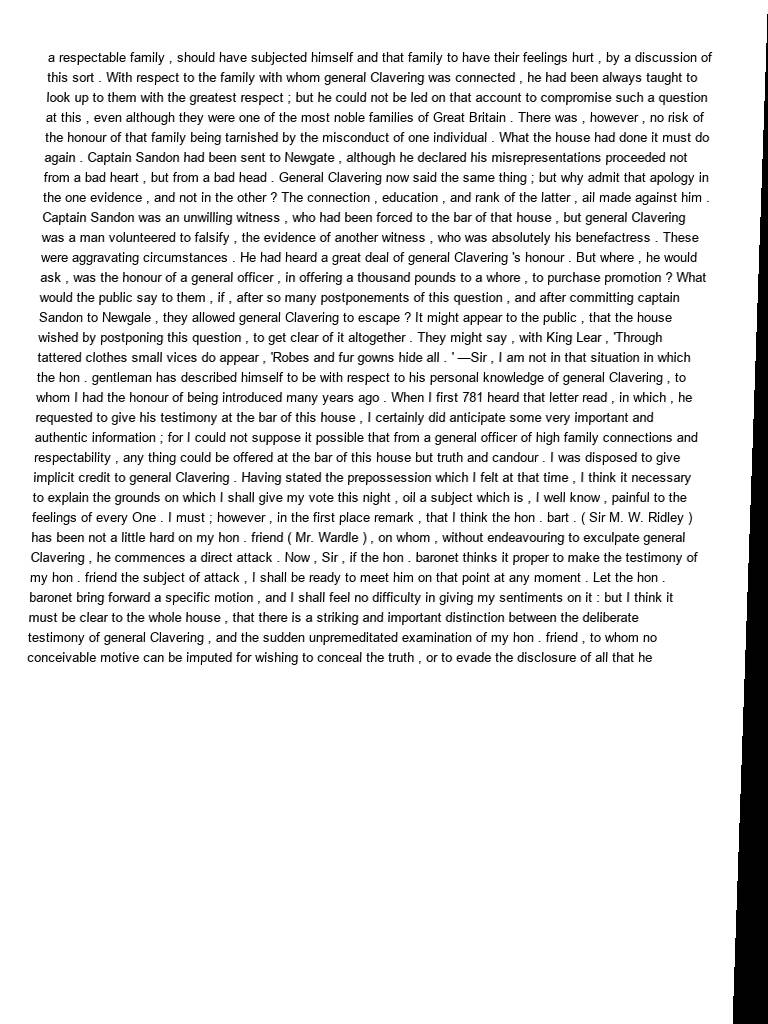 a respectable family , should have subjected himself and that family to have their feelings hurt , by a discussion of
this sort . With respect to the family with whom general Clavering was connected , he had been always taught to
look up to them with the greatest respect ; but he could not be led on that account to compromise such a question
at this , even although they were one of the most noble families of Great Britain . There was , however , no risk of
the honour of that family being tarnished by the misconduct of one individual . What the house had done it must do
again . Captain Sandon had been sent to Newgate , although he declared his misrepresentations proceeded not
from a bad heart , but from a bad head . General Clavering now said the same thing ; but why admit that apology in
the one evidence , and not in the other ? The connection , education , and rank of the latter , ail made against him .
Captain Sandon was an unwilling witness , who had been forced to the bar of that house , but general Clavering
was a man volunteered to falsify , the evidence of another witness , who was absolutely his benefactress . These
were aggravating circumstances . He had heard a great deal of general Clavering 's honour . But where , he would
ask , was the honour of a general officer , in offering a thousand pounds to a whore , to purchase promotion ? What
would the public say to them , if , after so many postponements of this question , and after committing captain
Sandon to Newgale , they allowed general Clavering to escape ? It might appear to the public , that the house
wished by postponing this question , to get clear of it altogether . They might say , with King Lear , 'Through
tattered clothes small vices do appear , 'Robes and fur gowns hide all . ' —Sir , I am not in that situation in which
the hon . gentleman has described himself to be with respect to his personal knowledge of general Clavering , to
whom I had the honour of being introduced many years ago . When I first 781 heard that letter read , in which , he
requested to give his testimony at the bar of this house , I certainly did anticipate some very important and
authentic information ; for I could not suppose it possible that from a general officer of high family connections and
respectability , any thing could be offered at the bar of this house but truth and candour . I was disposed to give
implicit credit to general Clavering . Having stated the prepossession which I felt at that time , I think it necessary
to explain the grounds on which I shall give my vote this night , oil a subject which is , I well know , painful to the
feelings of every One . I must ; however , in the first place remark , that I think the hon . bart . ( Sir M. W. Ridley )
has been not a little hard on my hon . friend ( Mr. Wardle ) , on whom , without endeavouring to exculpate general
Clavering , he commences a direct attack . Now , Sir , if the hon . baronet thinks it proper to make the testimony of
my hon . friend the subject of attack , I shall be ready to meet him on that point at any moment . Let the hon .
baronet bring forward a specific motion , and I shall feel no difficulty in giving my sentiments on it : but I think it
must be clear to the whole house , that there is a striking and important distinction between the deliberate
testimony of general Clavering , and the sudden unpremeditated examination of my hon . friend , to whom no
conceivable motive can be imputed for wishing to conceal the truth , or to evade the disclosure of all that he